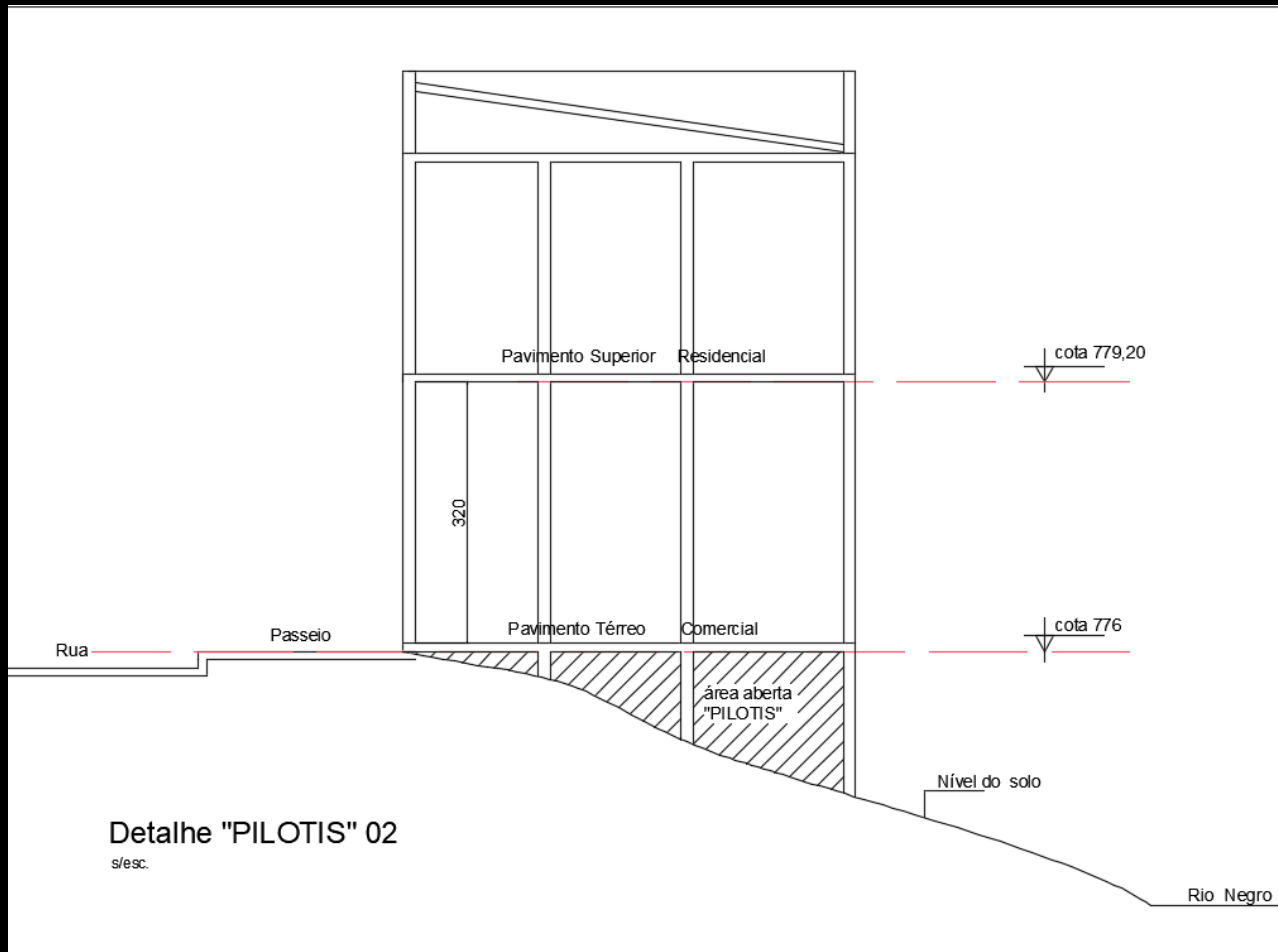 Pavimento Superior Residencial
cota 779,20
320
Pavimento Térreo Comercial
cota 776
Passeio
Rua
área aberta
"PILOTIS"
Nível do solo
Detalhe "PILOTIS" 02
s/esc.
Rio Negro